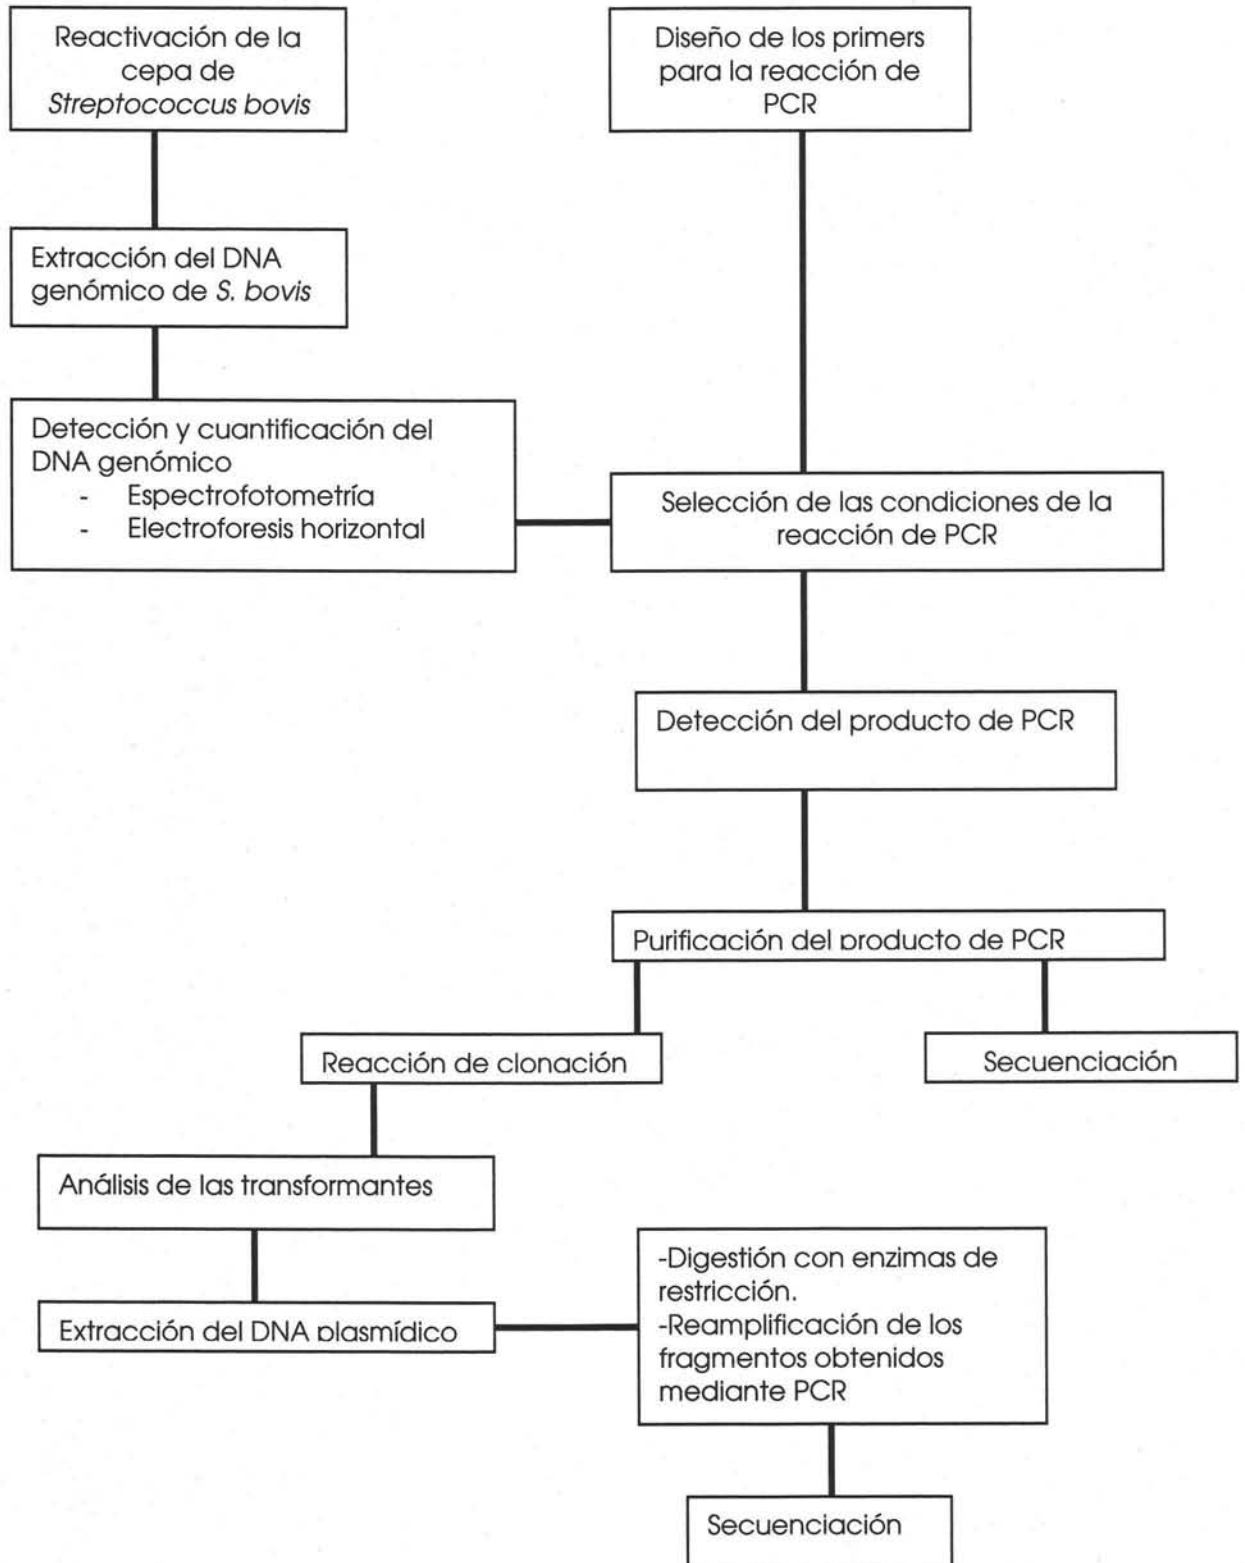 Reactivación de la
cepa de
Streptococcus bovis
Diseño de los primers
para la reacción de
PCR
Extracción del DNA
genómico de S. bovis
Detección y cuantificación del
DNA genómico
- Espectrofotometría
- Electroforesis horizontal
Selección de las condiciones de la
reacción de PCR
Detección del producto de PCR
Purificación del producto de PCR
Reacción de clonación
Secuenciación
Análisis de las transformantes
Extracción del DNA plasmídico
-Digestión con enzimas de
restricción.
-Reamplificación de los
fragmentos obtenidos
mediante PCR
Secuenciación